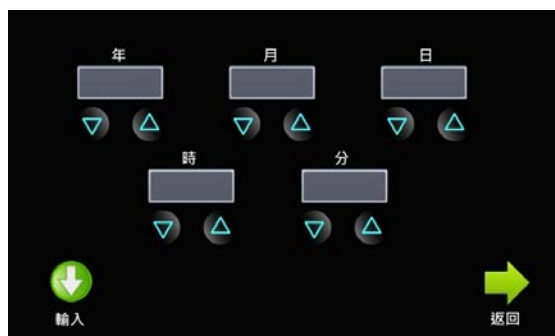 年 月 日
時 分
輸入 返回